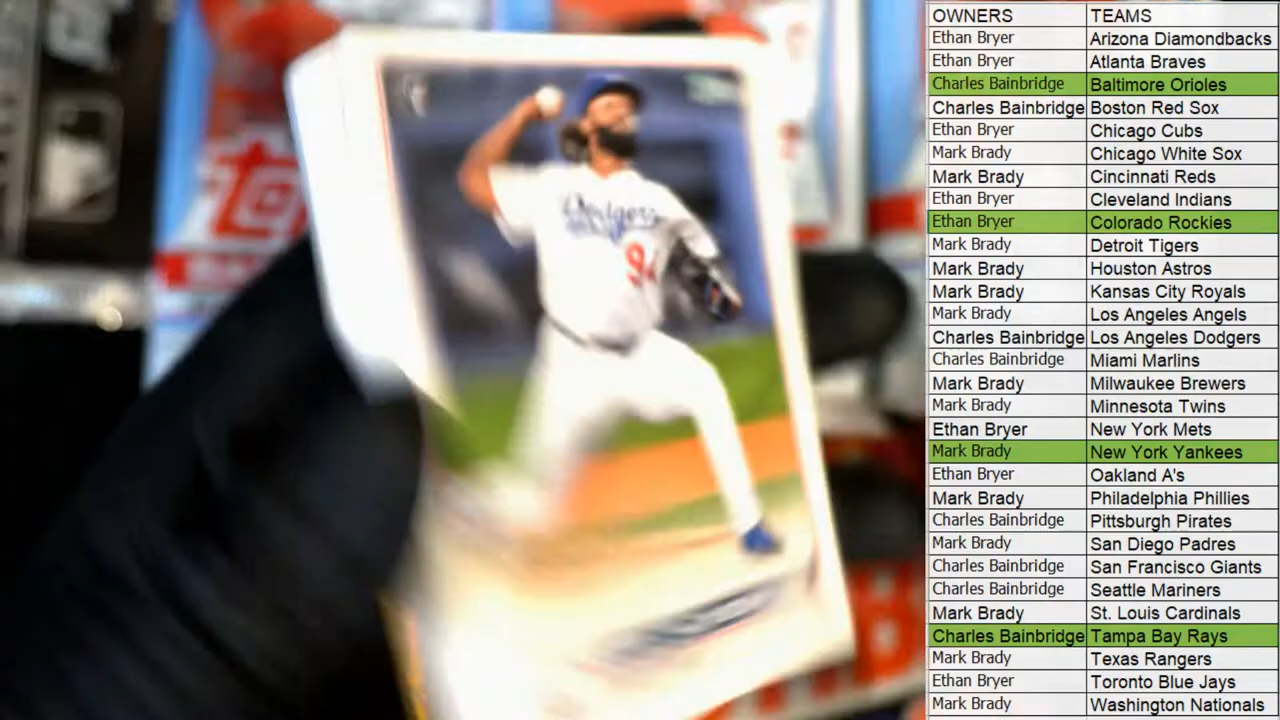 OWNERS TEAMS
Ethan Bryer Arizona Diamondbacks
Ethan Bryer Atlanta Braves
Charles Bainbridge Baltimore Orioles
Charles Bainbridge Boston Red Sox
Ethan Bryer Chicago Cubs
Mark Brady Chicago White Sox
Mark Brady Cincinnati Reds
Ethan Bryer Cleveland Indians
Ethan Bryer Colorado Rockies
Mark Brady Detroit Tigers
Mark Brady Houston Astros
Mark Brady Kansas City Royals
Mark Brady Los Angeles Angels
Charles Bainbridge Los Angeles Dodgers
Charles Bainbridge Miami Marlins
Mark Brady Milwaukee Brewers
Mark Brady Minnesota Twins
Ethan Bryer New York Mets
Mark Brady New York Yankees
Ethan Bryer Oakland A's
Mark Brady Philadelphia Phillies
Charles Bainbridge Pittsburgh Pirates
Mark Brady San Diego Padres
Charles Bainbridge San Francisco Giants
Charles Bainbridge Seattle Mariners
Mark Brady St. Louis Cardinals
Charles Bainbridge Tampa Bay Rays
Mark Brady Texas Rangers
Ethan Bryer Toronto Blue Jays
Mark Brady Washington Nationals
Dodgers